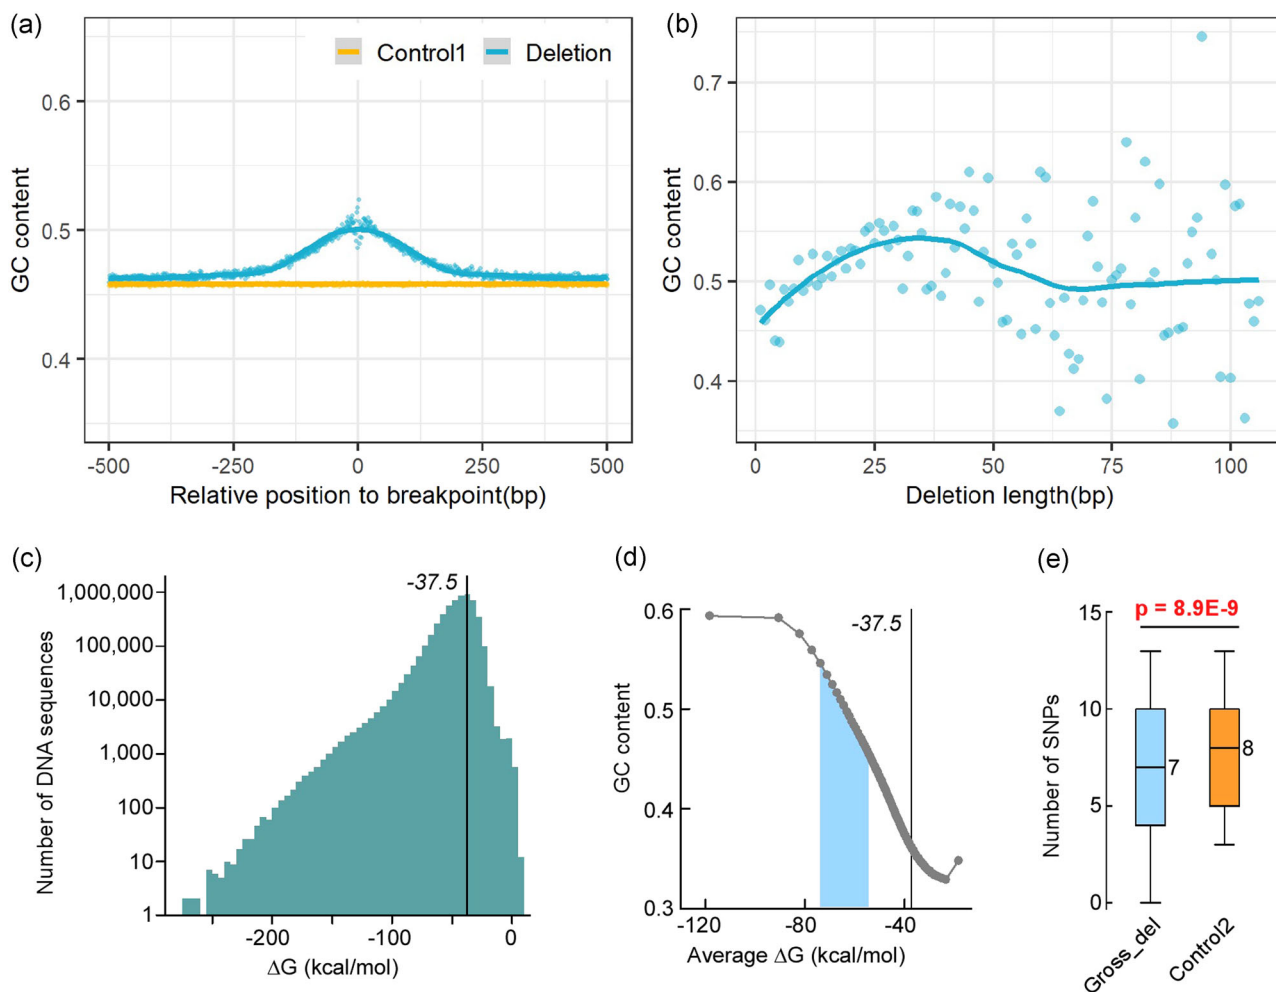 (a)
Control1 Deletion
0.6
0.5
0.4
GC content
-500 -250 0 250 500
Relative position to breakpoint(bp)
(b)
0.7
0.6
0.5
0.4
GC content
0 25 50 75 100
Deletion length(bp)
(c)
-37.5
1,000,000
100,000
10,000
1,000
100
10
1
Number of DNA sequences
-200 -100 0
ΔG (kcal/mol)
(d)
-37.5
0.6
0.5
0.4
0.3
GC content
-120 -80 -40
Average ΔG (kcal/mol)
(e)
p = 8.9E-9
15
10
5
0
Number of SNPs
7
8
Gross_del
Control2